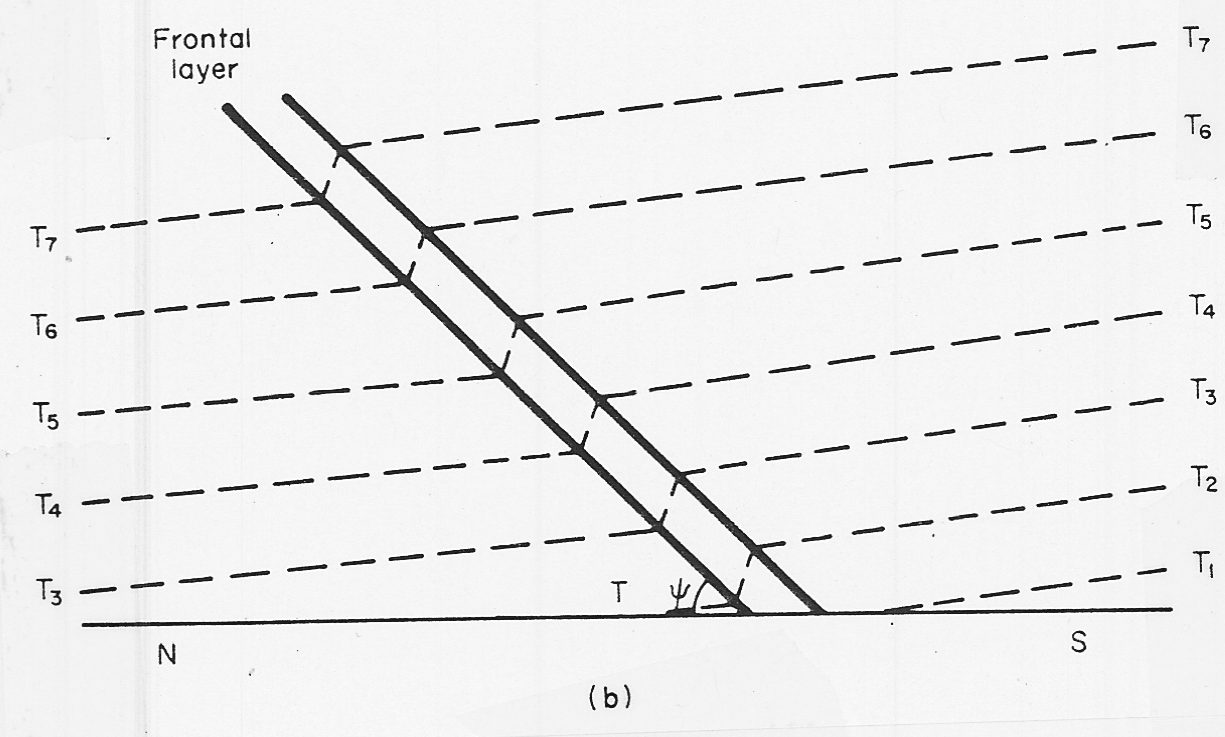 Frontal
layer
T7
T6
T5
T4
T3
T2
T1
T7
T6
T5
T4
T3
T ψ
N
S
(b)